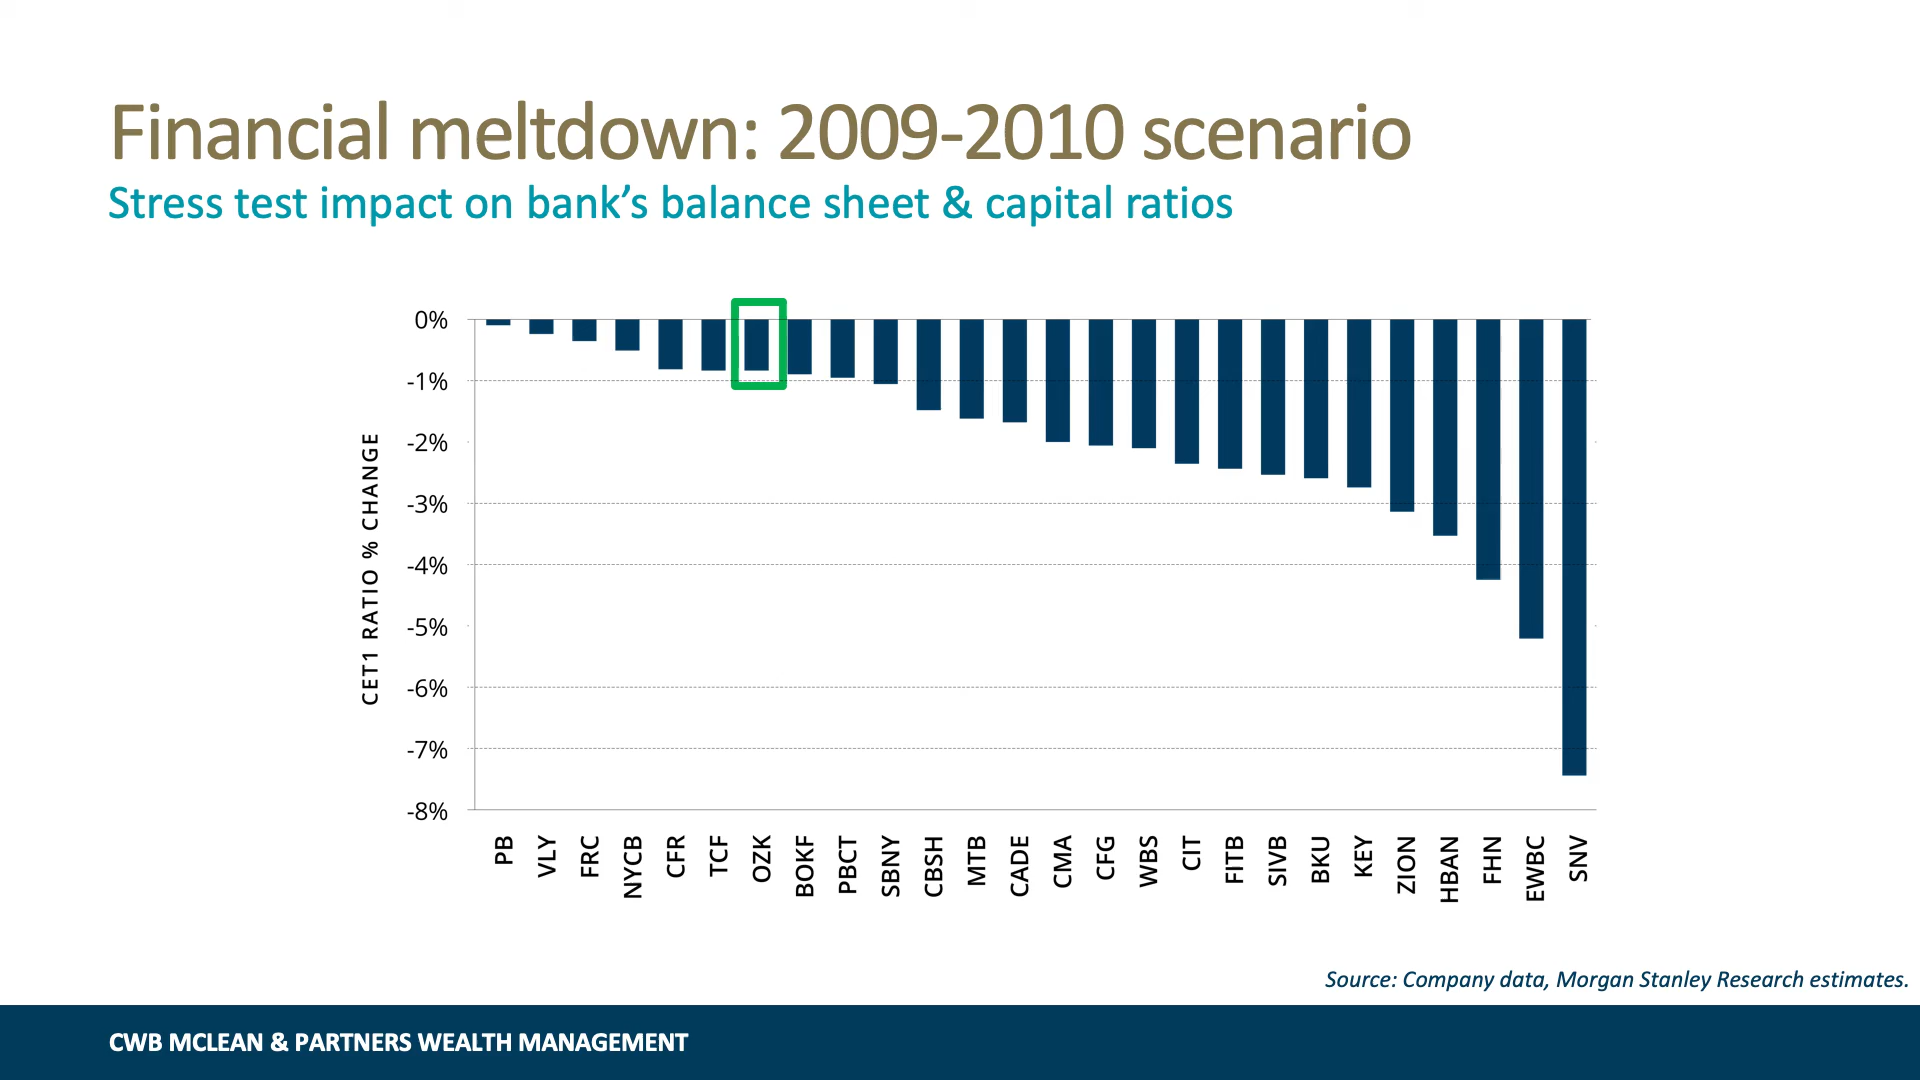 Financial meltdown: 2009-2010 scenario
Stress test impact on bank’s balance sheet & capital ratios
CET1 RATIO % CHANGE
0%
-1%
-2%
-3%
-4%
-5%
-6%
-7%
-8%
PB
VLY
FRC
NYCB
CFR
TCF
OZK
BOKF
PBCT
SBNY
CBSH
MTB
CADE
CMA
CFG
WBS
CIT
FITB
SIVB
BKU
KEY
ZION
HBAN
FHN
EWBC
SNV
Source: Company data, Morgan Stanley Research estimates.
CWB MCLEAN & PARTNERS WEALTH MANAGEMENT